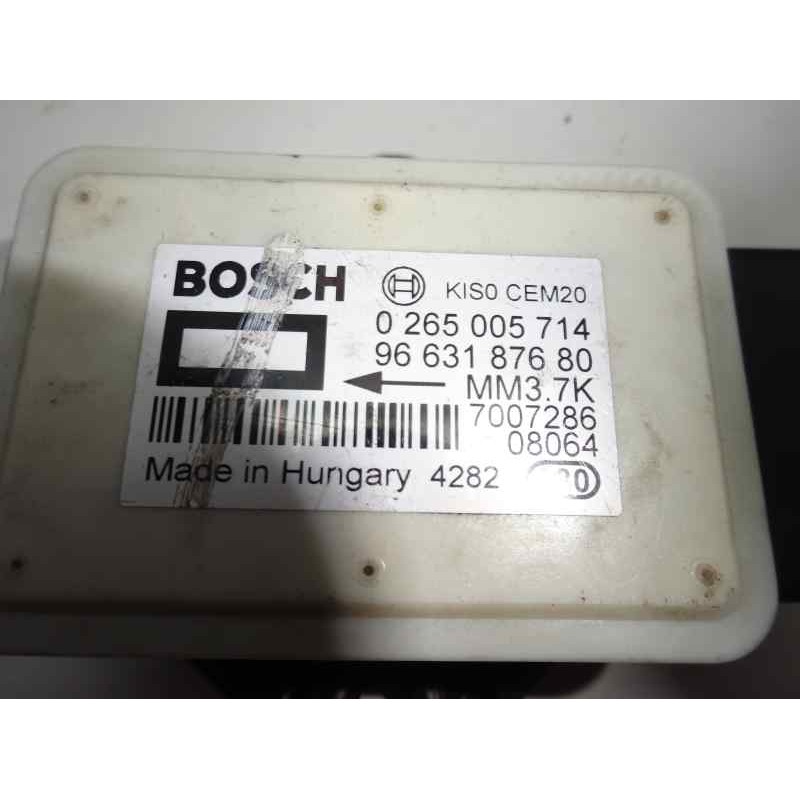 BOSCH KIS0 CEM20
0 265 005 714
96 631 876 80
MM3.7K
7007286
08064
Made in Hungary 4282